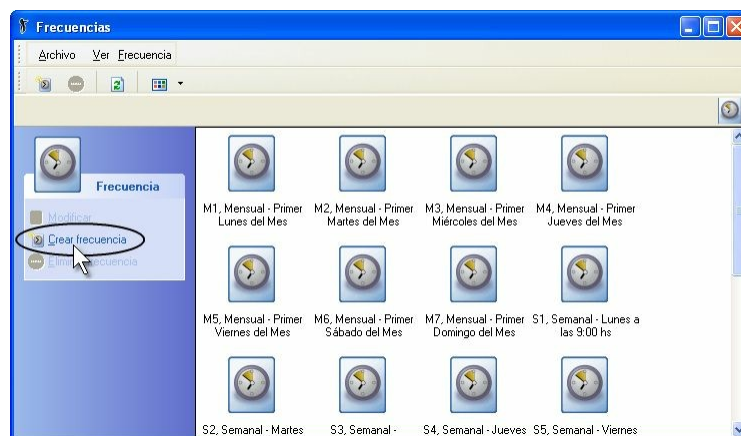 Frecuencias
Archivo Ver Frecuencia
Frecuencia
Modificar
Crear frecuencia
M1, Mensual - Primer
Lunes del Mes
M2, Mensual - Primer
Martes del Mes
M3, Mensual - Primer
Miércoles del Mes
M4, Mensual - Primer
Jueves del Mes
M5, Mensual - Primer
Viernes del Mes
M6, Mensual - Primer
Sábado del Mes
M7, Mensual - Primer
Domingo del Mes
S1, Semanal - Lunes a
las 9:00 hs
S2, Semanal - Martes
S3, Semanal -
S4, Semanal - Jueves
S5, Semanal - Viernes